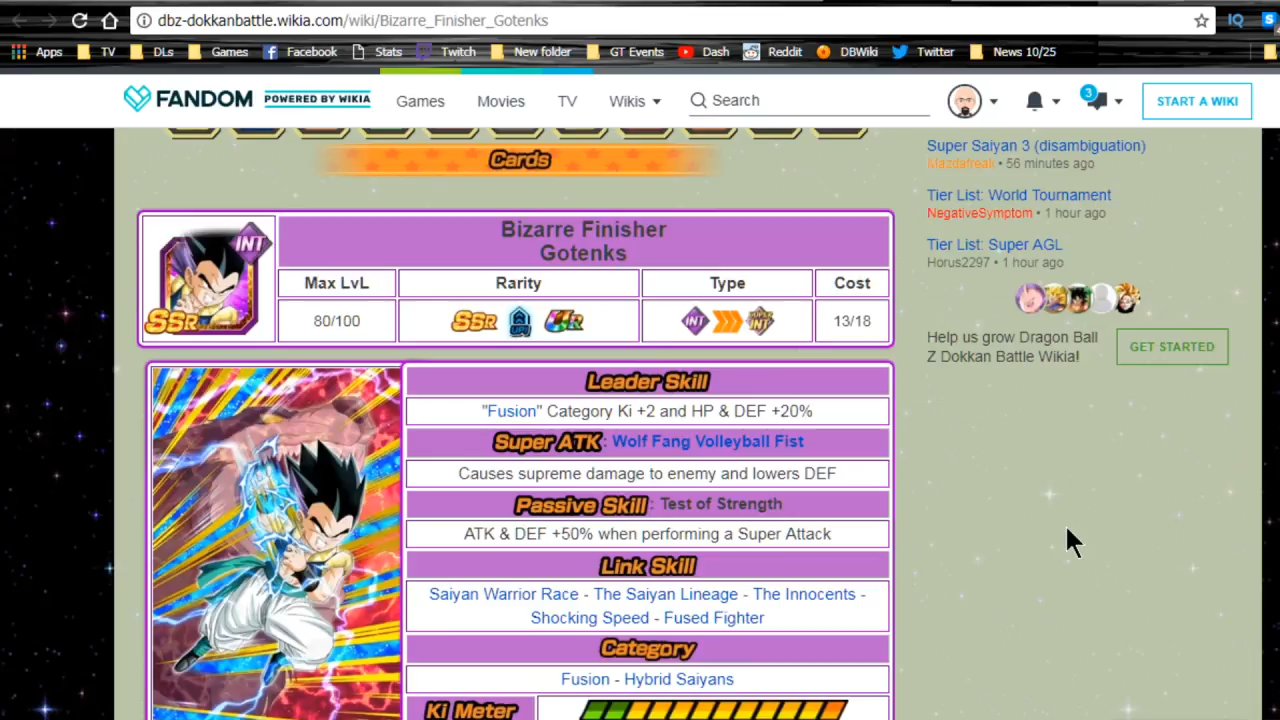 dbz-dokkanbattle.wikia.com/wiki/Bizarre_Finisher_Gotenks
IQ
S
Apps TV DLs Games Facebook Stats Twitch New folder GT Events Dash Reddit DBWiki Twitter News 10/25
FANDOM POWERED BY WIKIA Games Movies TV Wikis Search 3 START A WIKI
Cards
Super Saiyan 3 (disambiguation)
Mazdafreak • 56 minutes ago
Tier List: World Tournament
NegativeSymptom • 1 hour ago
Tier List: Super AGL
Horus2297 • 1 hour ago
Help us grow Dragon Ball
Z Dokkan Battle Wikia!
GET STARTED
INT
SSR
Bizarre Finisher
Gotenks
Max LvL Rarity Type Cost
80/100 SSR UP! UR INT SUPER INT 13/18
Leader Skill
"Fusion" Category Ki +2 and HP & DEF +20%
Super ATK: Wolf Fang Volleyball Fist
Causes supreme damage to enemy and lowers DEF
Passive Skill: Test of Strength
ATK & DEF +50% when performing a Super Attack
Link Skill
Saiyan Warrior Race - The Saiyan Lineage - The Innocents -
Shocking Speed - Fused Fighter
Category
Fusion - Hybrid Saiyans
Ki Meter